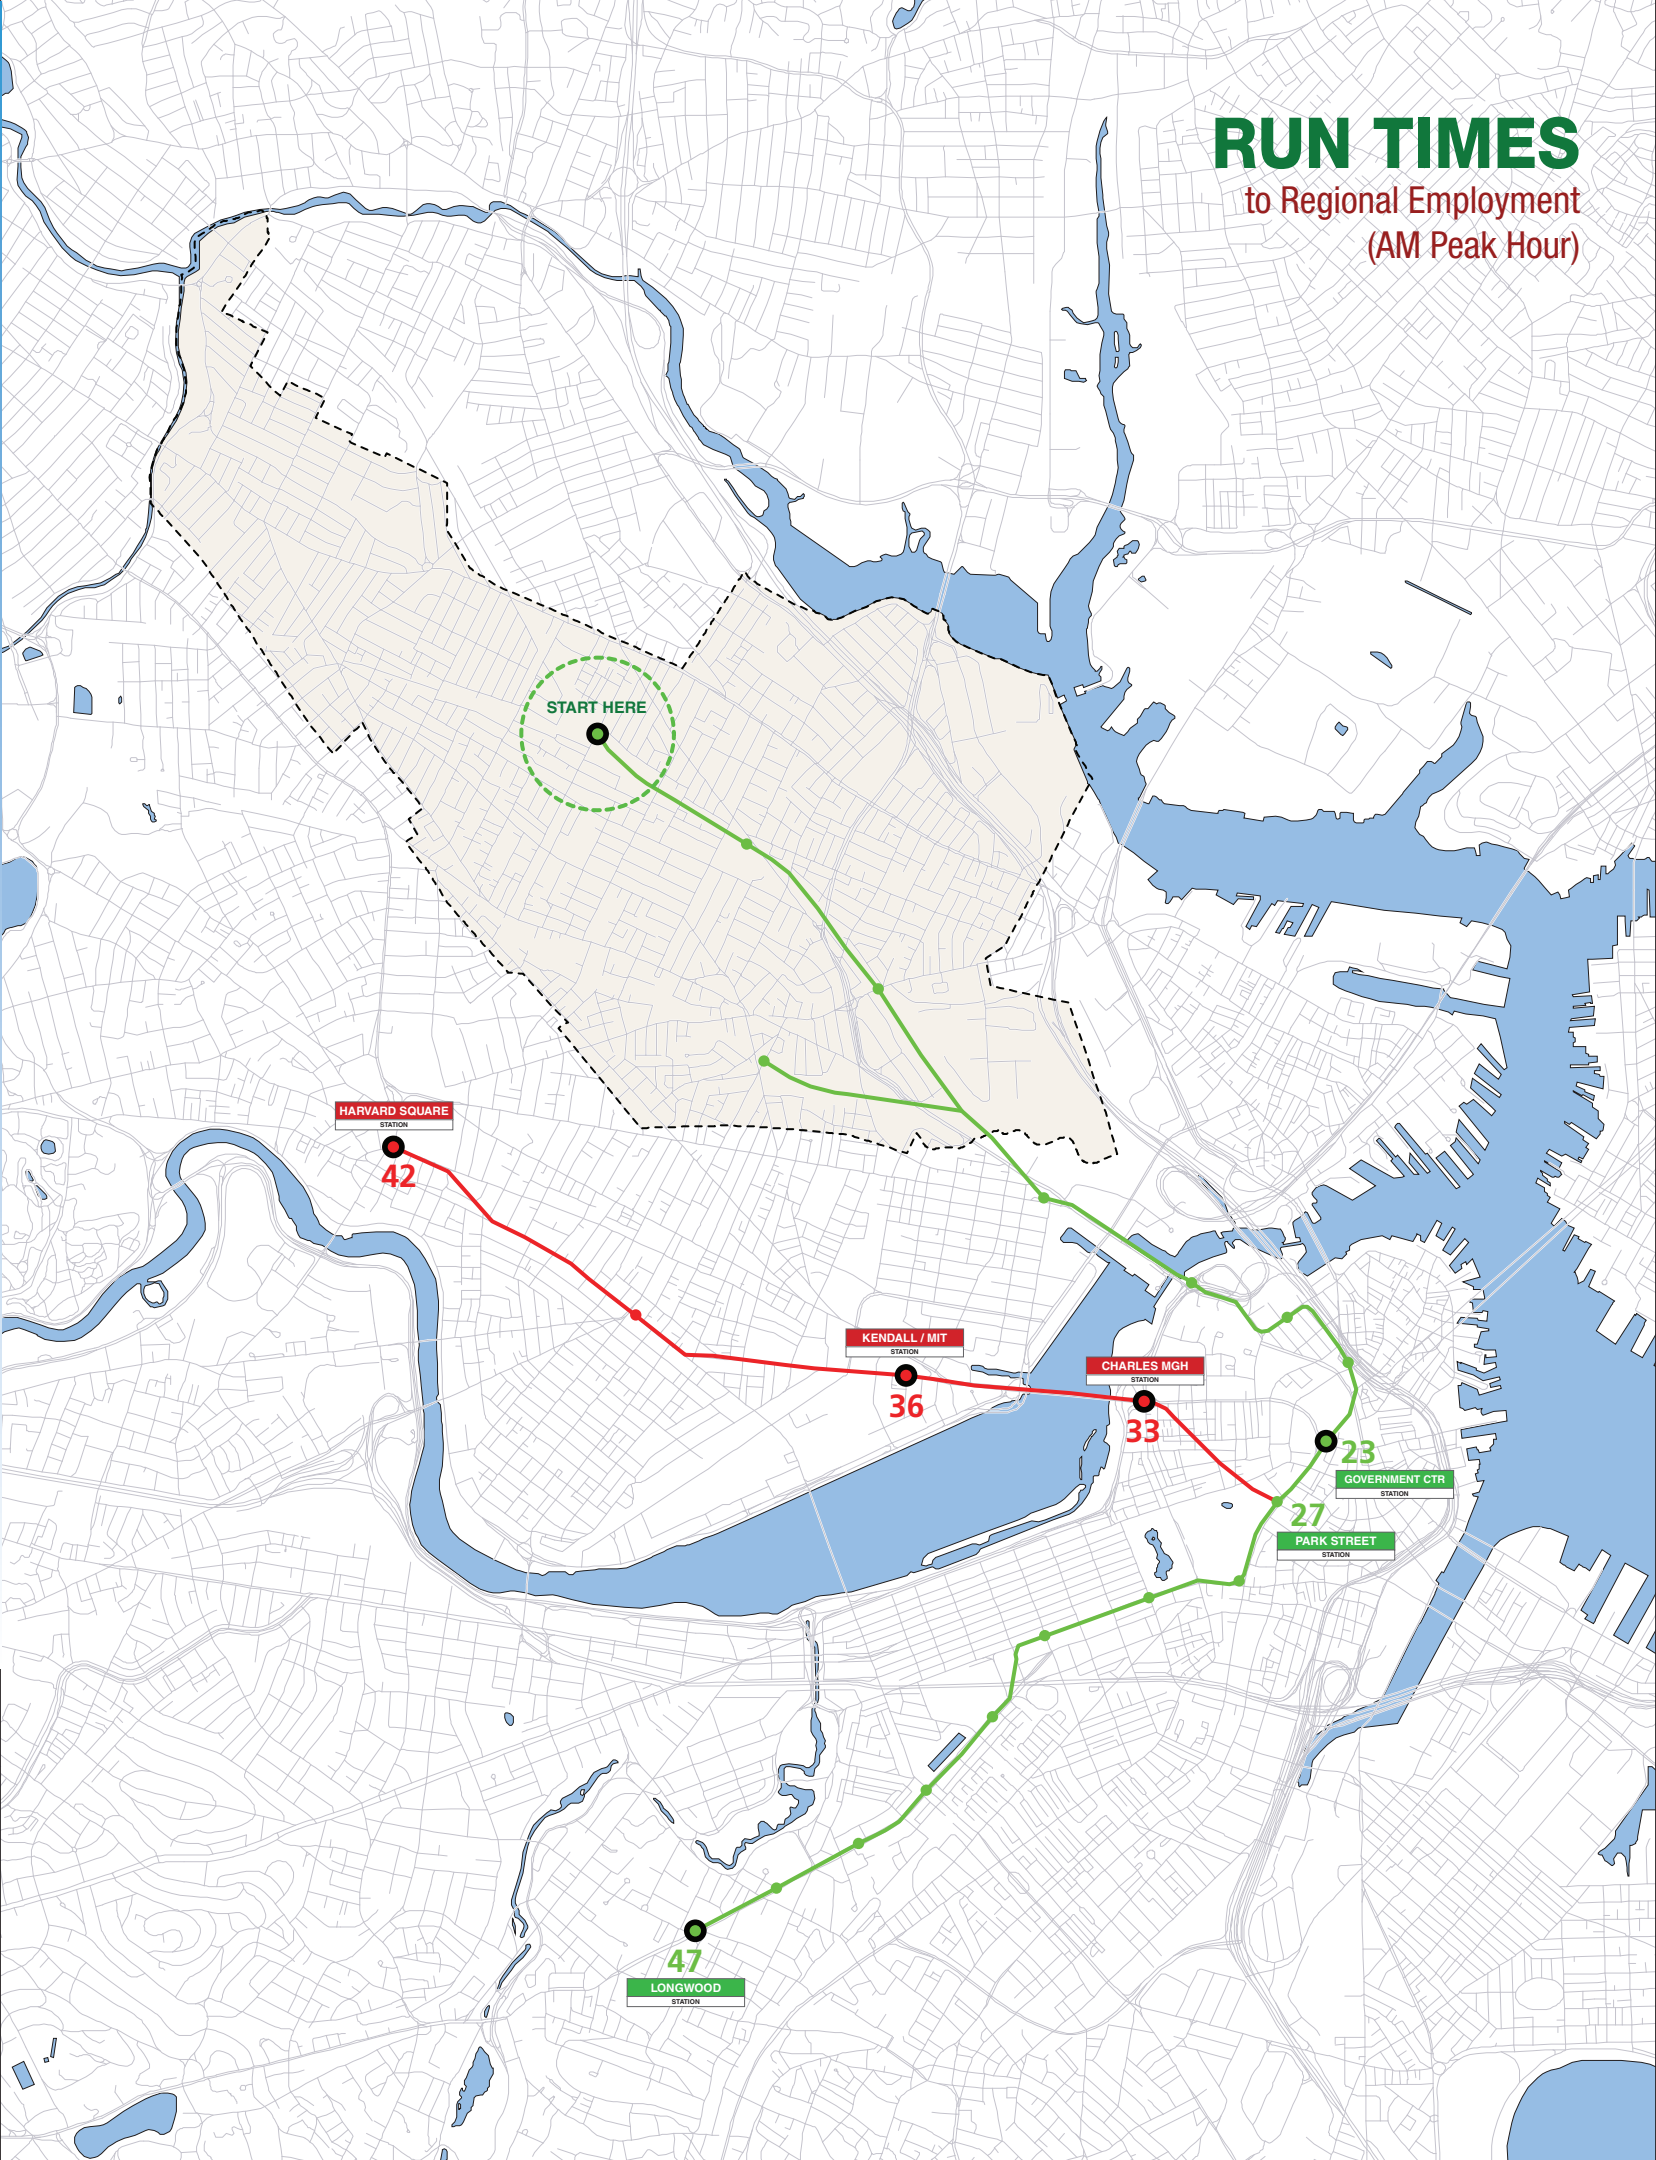 RUN TIMES
to Regional Employment
(AM Peak Hour)
START HERE
HARVARD SQUARE
STATION
42
KENDALL / MIT
STATION
36
CHARLES MGH
STATION
33
23
GOVERNMENT CTR
STATION
27
PARK STREET
STATION
47
LONGWOOD
STATION